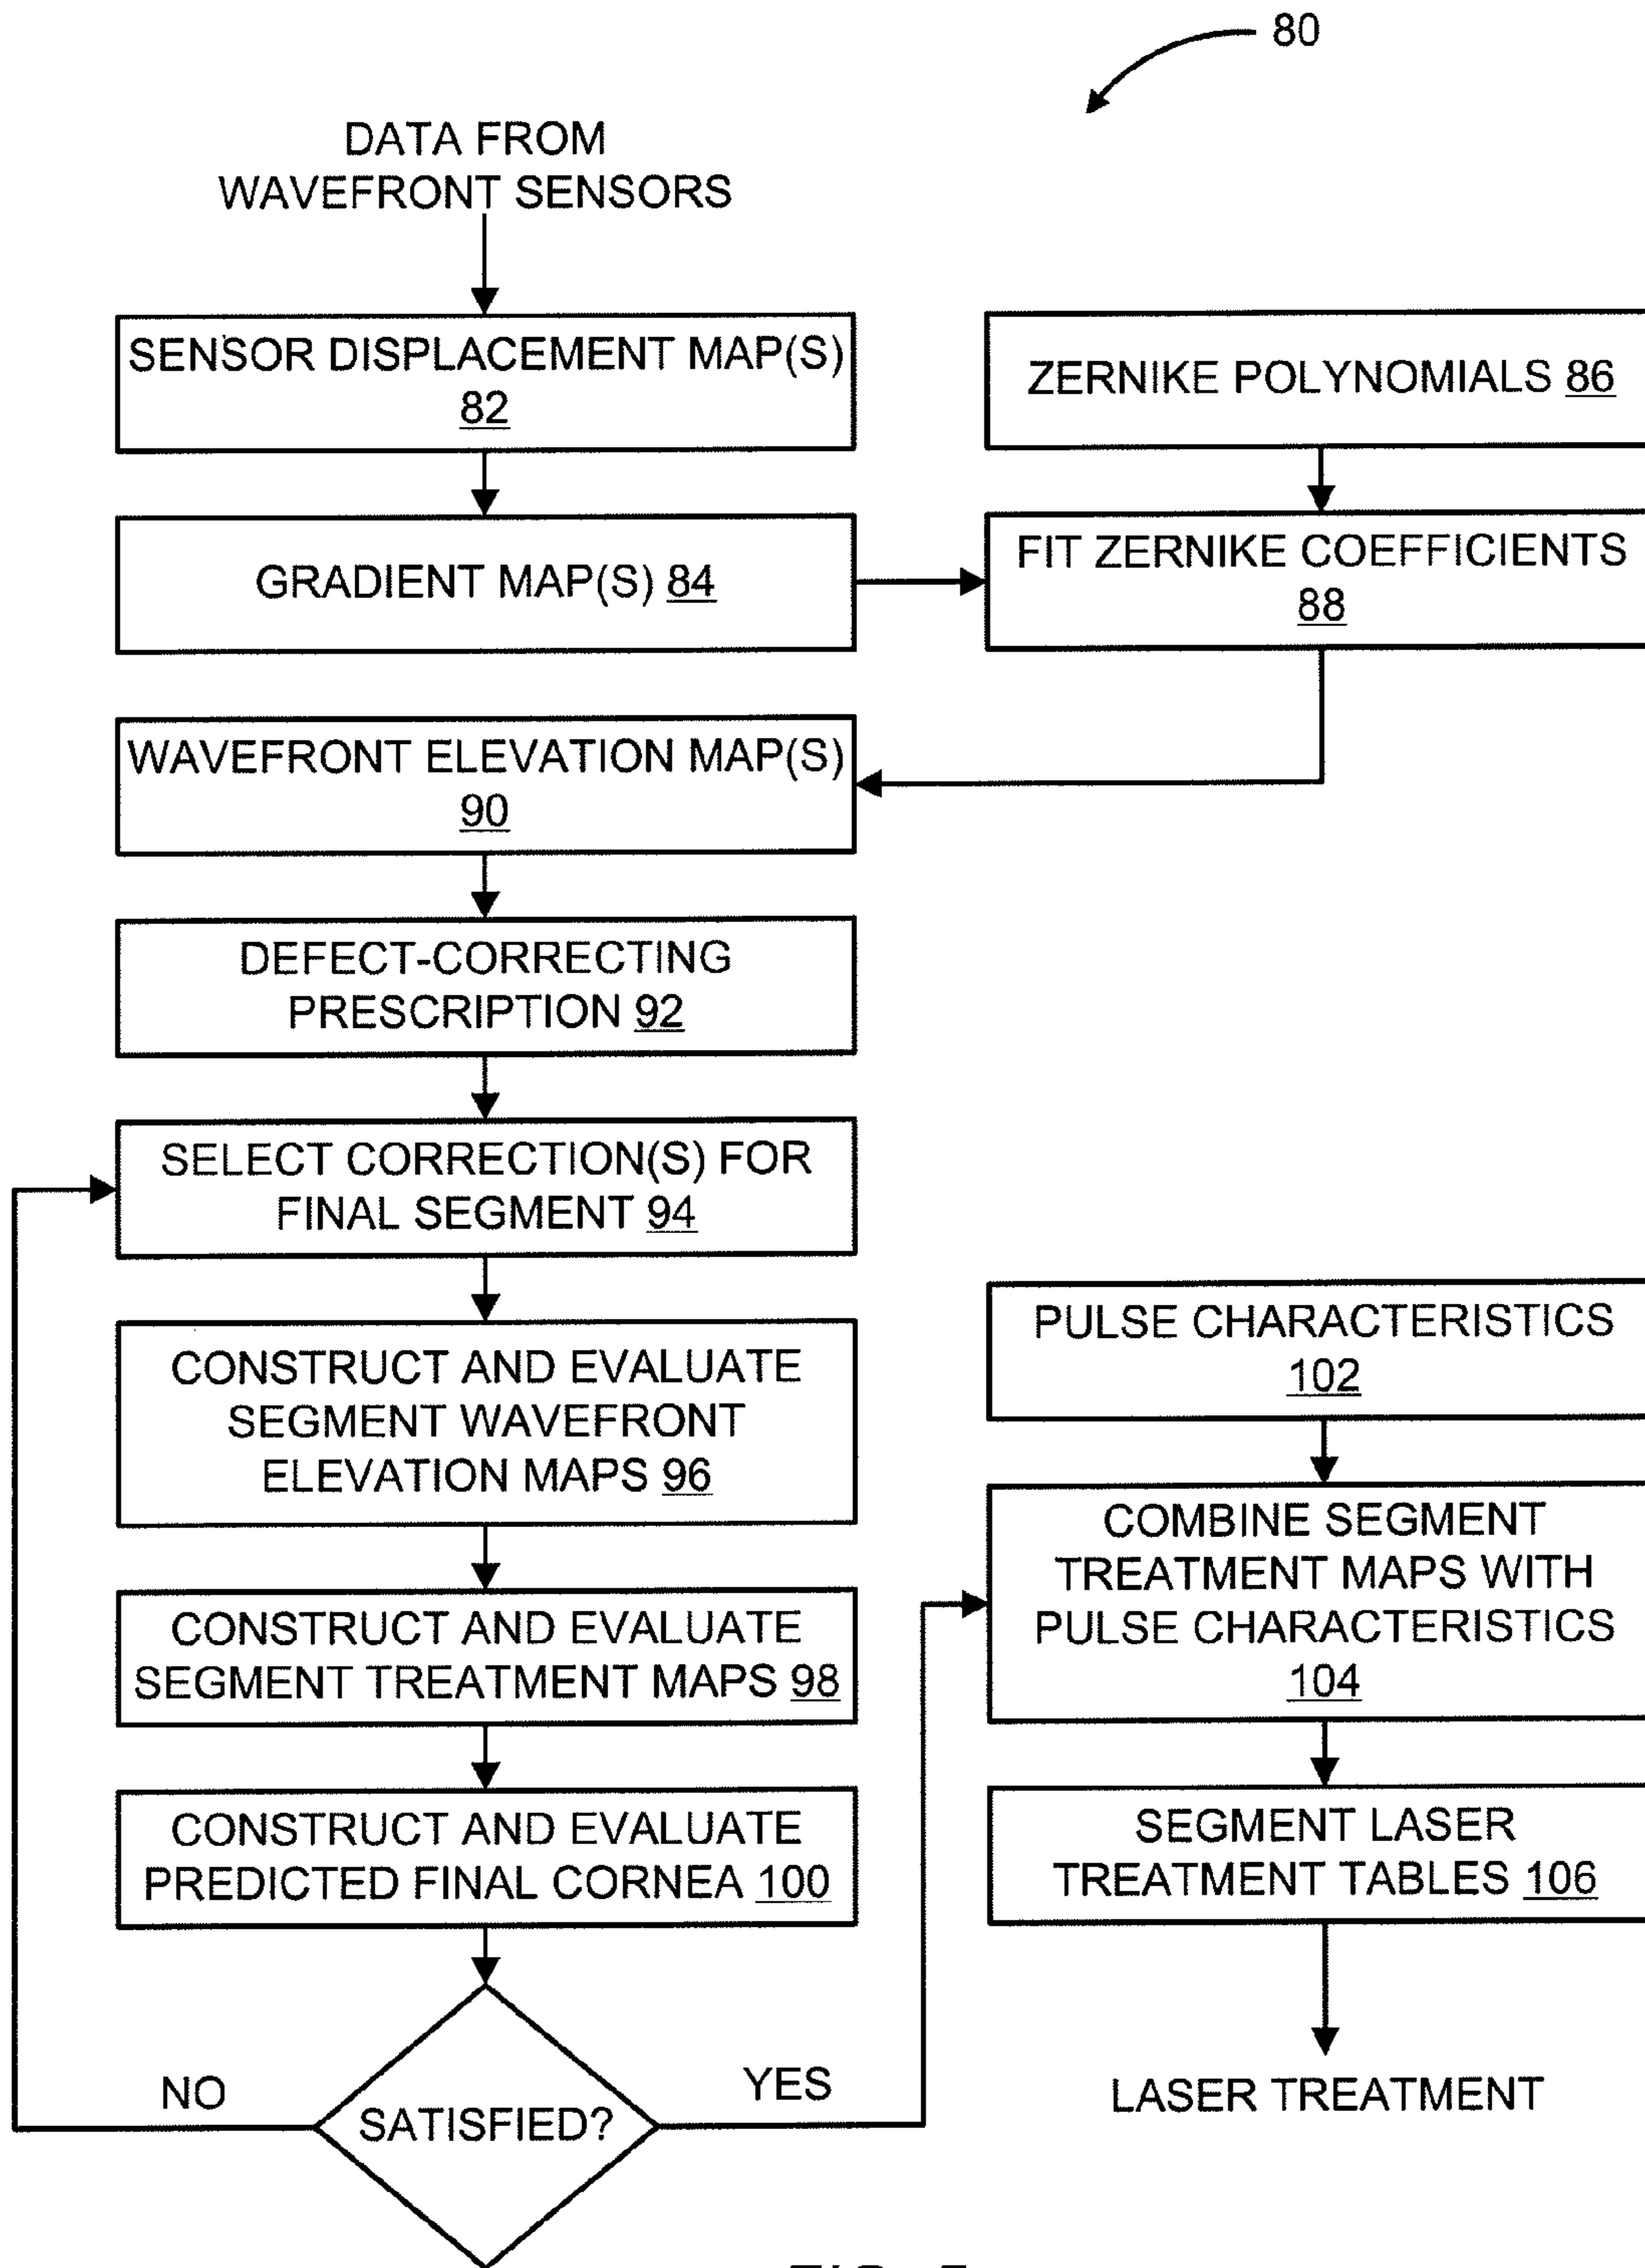 80
DATA FROM
WAVEFRONT SENSORS
SENSOR DISPLACEMENT MAP(S)
82
ZERNIKE POLYNOMIALS 86
GRADIENT MAP(S) 84
FIT ZERNIKE COEFFICIENTS
88
WAVEFRONT ELEVATION MAP(S)
90
DEFECT-CORRECTING
PRESCRIPTION 92
SELECT CORRECTION(S) FOR
FINAL SEGMENT 94
CONSTRUCT AND EVALUATE
SEGMENT WAVEFRONT
ELEVATION MAPS 96
CONSTRUCT AND EVALUATE
SEGMENT TREATMENT MAPS 98
CONSTRUCT AND EVALUATE
PREDICTED FINAL CORNEA 100
SATISFIED?
NO
YES
PULSE CHARACTERISTICS
102
COMBINE SEGMENT
TREATMENT MAPS WITH
PULSE CHARACTERISTICS
104
SEGMENT LASER
TREATMENT TABLES 106
LASER TREATMENT